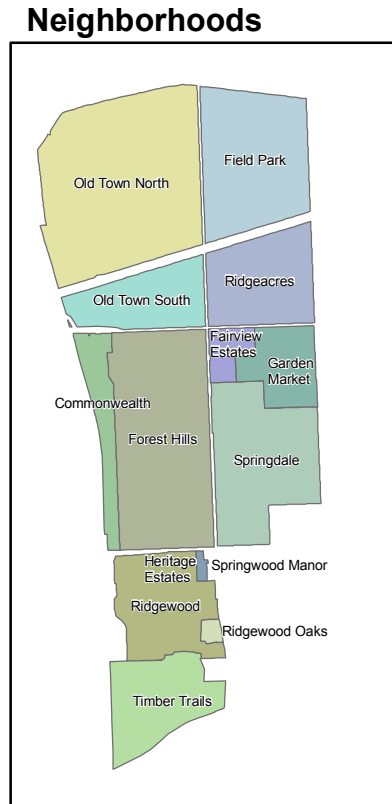 Neighborhoods
Old Town North
Field Park
Old Town South
Ridgeacres
Fairview
Estates
Garden
Market
Commonwealth
Forest Hills
Springdale
Heritage
Estates
Springwood Manor
Ridgewood
Ridgewood Oaks
Timber Trails